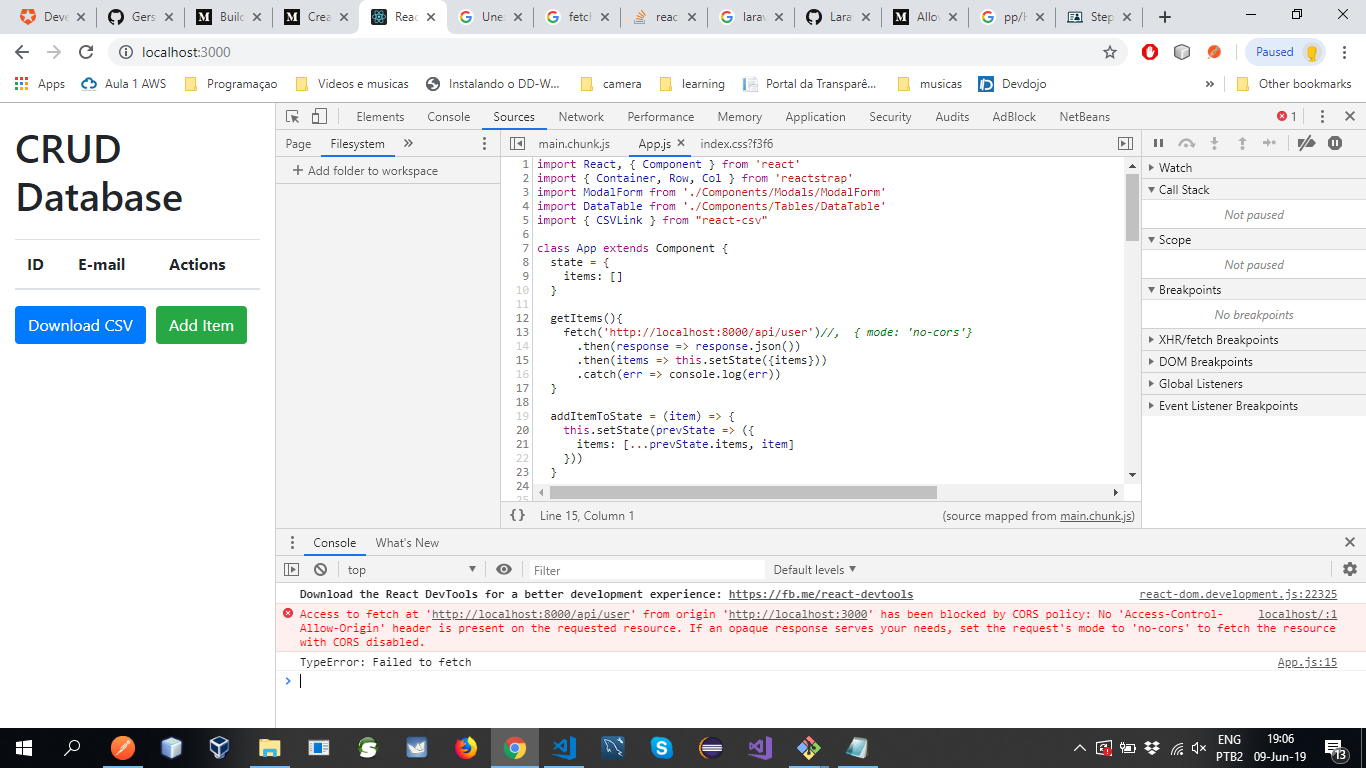 Deve
Gers
Build
Crea
Reac
Une
fetc
reac
larav
Lara
Allo
pp/
Step
localhost:3000
Paused
Apps
Aula 1 AWS
Programaçao
Videos e musicas
Instalando o DD-W...
camera
learning
Portal da Transparê...
musicas
Devdojo
»
Other bookmarks
CRUD
Database
ID E-mail Actions
Download CSV
Add Item
Elements Console Sources Network Performance Memory Application Security Audits AdBlock NetBeans
1
Page Filesystem »
+ Add folder to workspace
main.chunk.js App.js index.css?f3f6
1 import React, { Component } from 'react'
2 import { Container, Row, Col } from 'reactstrap'
3 import ModalForm from './Components/Modals/ModalForm'
4 import DataTable from './Components/Tables/DataTable'
5 import { CSVLink } from "react-csv"
6
7 class App extends Component {
8 state = {
9 items: []
10 }
11
12 getItems(){
13 fetch('http://localhost:8000/api/user')//, { mode: 'no-cors'}
14 .then(response => response.json())
15 .then(items => this.setState({items}))
16 .catch(err => console.log(err))
17 }
18
19 addItemToState = (item) => {
20 this.setState(prevState => ({
21 items: [...prevState.items, item]
22 }))
23 }
24
25
{} Line 15, Column 1
(source mapped from main.chunk.js)
Watch
Call Stack
Not paused
Scope
Not paused
Breakpoints
No breakpoints
XHR/fetch Breakpoints
DOM Breakpoints
Global Listeners
Event Listener Breakpoints
Console What's New
top
Filter
Default levels
Download the React DevTools for a better development experience: https://fb.me/react-devtools
react-dom.development.js:22325
Access to fetch at 'http://localhost:8000/api/user' from origin 'http://localhost:3000' has been blocked by CORS policy: No 'Access-Control-
localhost/:1
Allow-Origin' header is present on the requested resource. If an opaque response serves your needs, set the request's mode to 'no-cors' to fetch the resource
with CORS disabled.
TypeError: Failed to fetch
App.js:15
ENG
PTB2
19:06
09-Jun-19
13